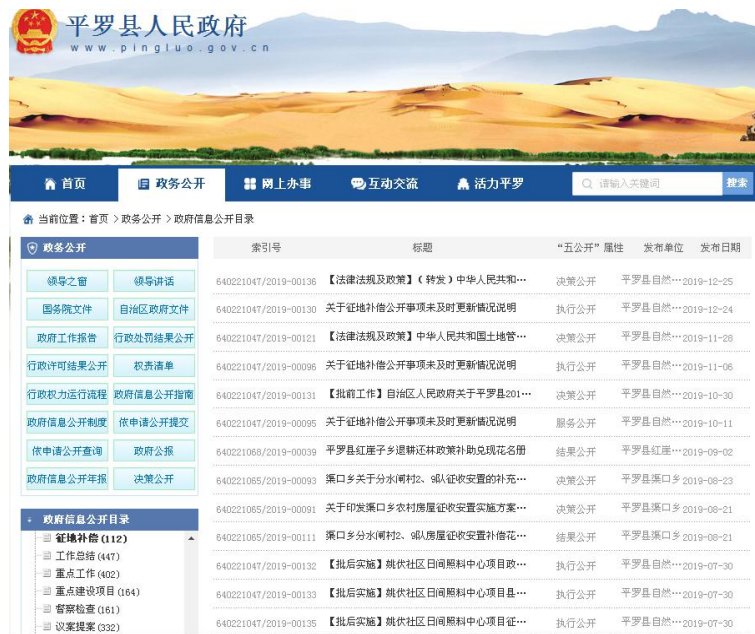 平罗县人民政府
www.pingluo.gov.cn
首页 政务公开 网上办事 互动交流 活力平罗 请输入关键词 搜索
当前位置：首页 >政务公开 >政府信息公开目录
政务公开
领导之窗 领导讲话
国务院文件 自治区政府文件
政府工作报告 行政处罚结果公开
行政许可结果公开 权责清单
行政权力运行流程 政府信息公开指南
政府信息公开制度 依申请公开提交
依申请公开查询 政府公报
政府信息公开年报 决策公开
政府信息公开目录
征地补偿(112)
工作总结(447)
重点工作(402)
重点建设项目(164)
督察检查(161)
议案提案(332)
索引号 标题 “五公开”属性 发布单位 发布日期
640221047/2019-00136 【法律法规及政策】（转发）中华人民共和… 决策公开 平罗县自然…2019-12-25
640221047/2019-00130 关于征地补偿公开事项未及时更新情况说明 执行公开 平罗县自然…2019-12-24
640221047/2019-00121 【法律法规及政策】中华人民共和国土地管… 决策公开 平罗县自然…2019-11-28
640221047/2019-00096 关于征地补偿公开事项未及时更新情况说明 执行公开 平罗县自然…2019-11-06
640221047/2019-00131 【批前工作】自治区人民政府关于平罗县201… 决策公开 平罗县自然…2019-10-30
640221047/2019-00095 关于征地补偿公开事项未及时更新情况说明 服务公开 平罗县自然…2019-10-11
640221068/2019-00039 平罗县红崖子乡退耕还林政策补助兑现花名册 结果公开 平罗县红崖…2019-09-02
640221065/2019-00093 渠口乡关于分水闸村2、9队征收安置的补充… 决策公开 平罗县渠口乡 2019-08-23
640221065/2019-00091 关于印发渠口乡农村房屋征收安置实施方案… 决策公开 平罗县渠口乡 2019-08-21
640221065/2019-00111 渠口乡分水闸村2、9队房屋征收安置补偿花… 结果公开 平罗县渠口乡 2019-08-21
640221047/2019-00132 【批后实施】姚伏社区日间照料中心项目政… 执行公开 平罗县自然…2019-07-30
640221047/2019-00133 【批后实施】姚伏社区日间照料中心项目县… 执行公开 平罗县自然…2019-07-30
640221047/2019-00135 【批后实施】姚伏社区日间照料中心项目征… 执行公开 平罗县自然…2019-07-30